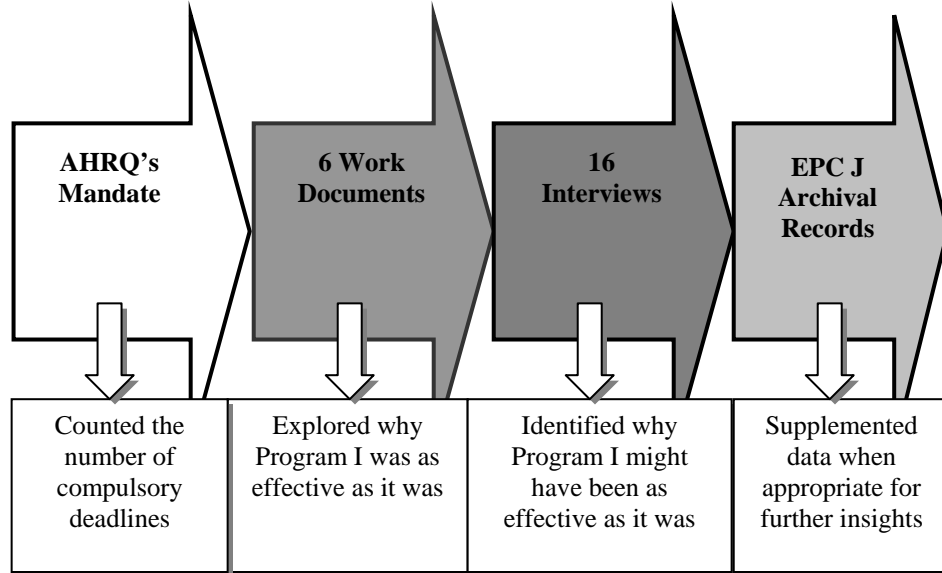 AHRQ's
Mandate
6 Work
Documents
16
Interviews
EPC J
Archival
Records
Counted the
number of
compulsory
deadlines
Explored why
Program I was as
effective as it was
Identified why
Program I might
have been as
effective as it was
Supplemented
data when
appropriate for
further insights